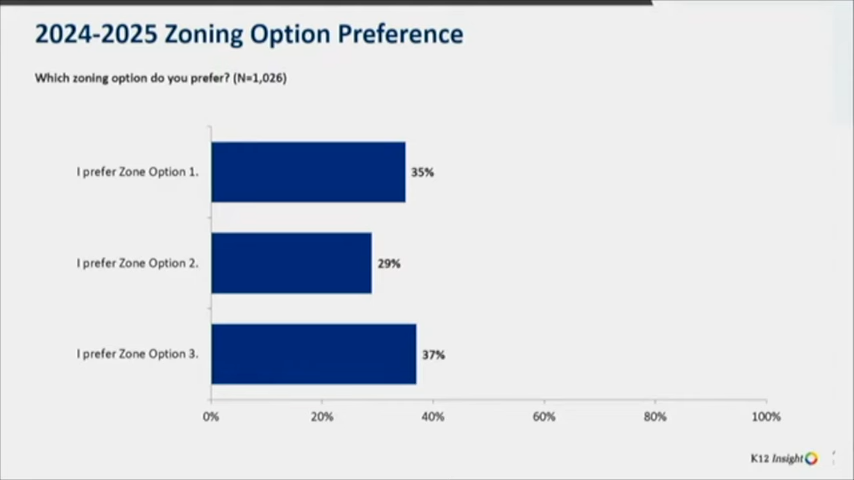 2024-2025 Zoning Option Preference
Which zoning option do you prefer? (N=1,026)
I prefer Zone Option 1.
35%
I prefer Zone Option 2.
29%
I prefer Zone Option 3.
37%
0% 20% 40% 60% 80% 100%
K12 Insight